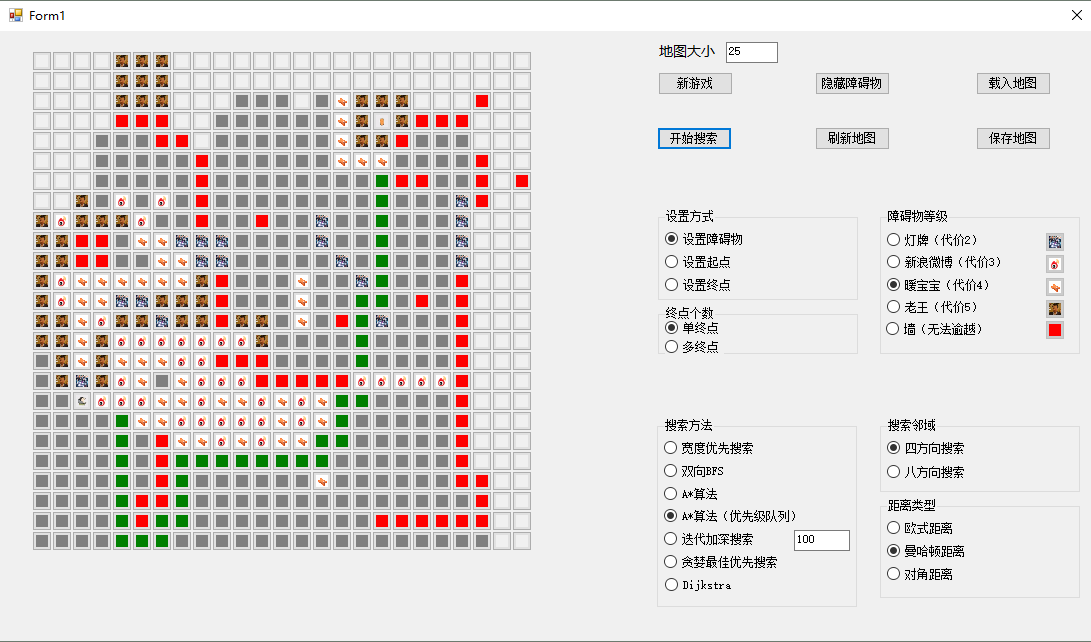 Form1
地图大小 25
新游戏 隐藏障碍物 载入地图
开始搜索 刷新地图 保存地图
设置方式
设置障碍物
设置起点
设置终点
终点个数
单终点
多终点
障碍物等级
灯牌（代价2）
新浪微博（代价3）
暖宝宝（代价4）
老王（代价5）
墙（无法逾越）
搜索方法
宽度优先搜索
双向BFS
A*算法
A*算法（优先级队列）
迭代加深搜索 100
贪婪最佳优先搜索
Dijkstra
搜索邻域
四方向搜索
八方向搜索
距离类型
欧式距离
曼哈顿距离
对角距离